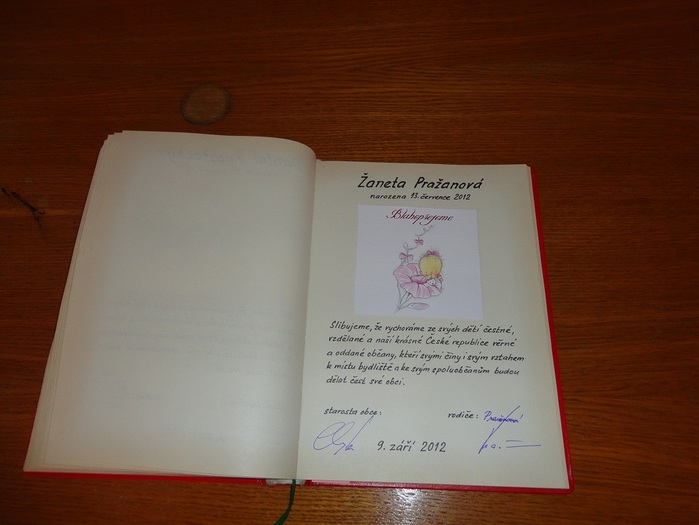 Žaneta Pražanová
narozena 13. července 2012
Blahopřejeme
Slibujeme, že vychováme ze svých dětí čestné,
vzdělané a naší krásné České republice věrné
a oddané občany, kteří svými činy i svým vztahem
k místu bydliště a ke svým spoluobčanům budou
dělat čest své obci.
starosta obce: rodiče: Pražanová
9. září 2012